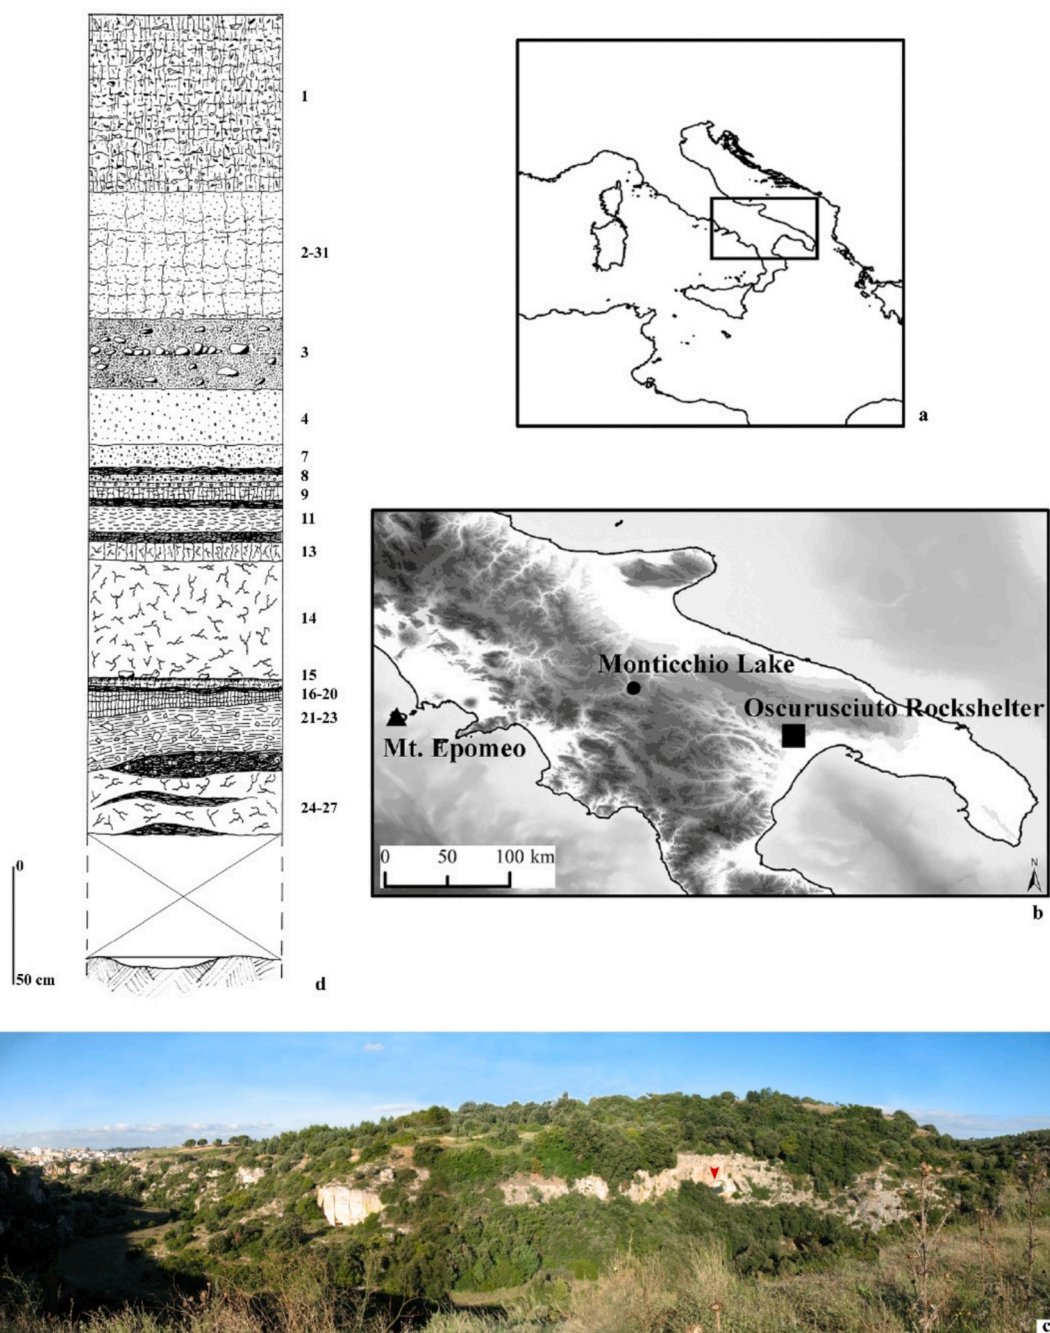 1
2-31
3
4
7
8
9
11
13
14
15
16-20
21-23
24-27
0
50 cm
d
a
Monticchio Lake
Oscurusciuto Rockshelter
Mt. Epomeo
0 50 100 km
N
b
c